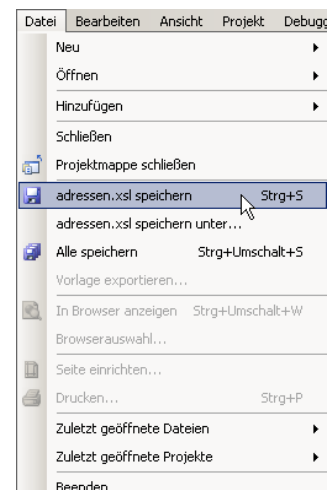 Datei Bearbeiten Ansicht Projekt Debugg
Neu
Öffnen
Hinzufügen
Schließen
Projektmappe schließen
adressen.xsl speichern Strg+S
adressen.xsl speichern unter...
Alle speichern Strg+Umschalt+S
Vorlage exportieren...
In Browser anzeigen Strg+Umschalt+W
Browserauswahl...
Seite einrichten...
Drucken... Strg+P
Zuletzt geöffnete Dateien
Zuletzt geöffnete Projekte
Beenden